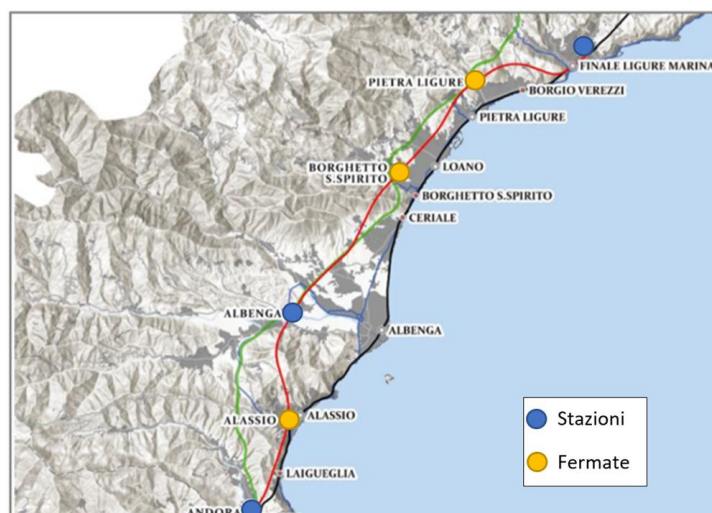 FINALE LIGURE MARINA
PIETRA LIGURE
BORGIO VEREZZI
PIETRA LIGURE
BORGHETTO
S.SPIRITO
LOANO
BORGHETTO S.SPIRITO
CERIALE
ALBENGA
ALBENGA
ALASSIO
ALASSIO
Stazioni
Fermate
LAIGUEGLIA
ANDORA